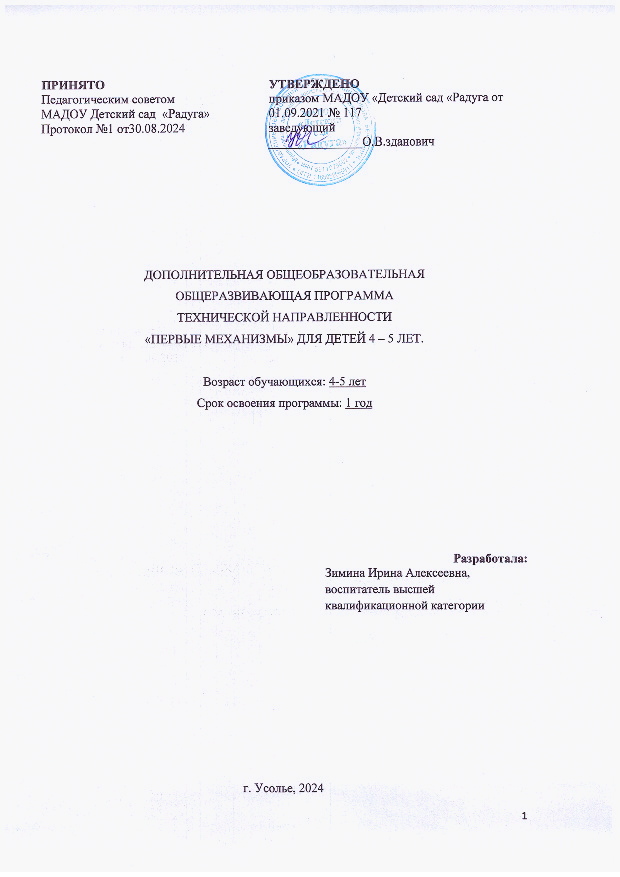 ПРИНЯТО
Педагогическим советом
МАДОУ Детский сад «Радуга»
Протокол №1 от30.08.2024
УТВЕРЖДЕНО
приказом МАДОУ «Детский сад «Радуга от
01.09.2021 № 117
заведующий
О.В.зданович
ДОПОЛНИТЕЛЬНАЯ ОБЩЕОБРАЗОВАТЕЛЬНАЯ
ОБЩЕРАЗВИВАЮЩАЯ ПРОГРАММА
ТЕХНИЧЕСКОЙ НАПРАВЛЕННОСТИ
«ПЕРВЫЕ МЕХАНИЗМЫ» ДЛЯ ДЕТЕЙ 4 – 5 ЛЕТ.
Возраст обучающихся: 4-5 лет
Срок освоения программы: 1 год
Разработала:
Зимина Ирина Алексеевна,
воспитатель высшей
квалификационной категории
г. Усолье, 2024
1